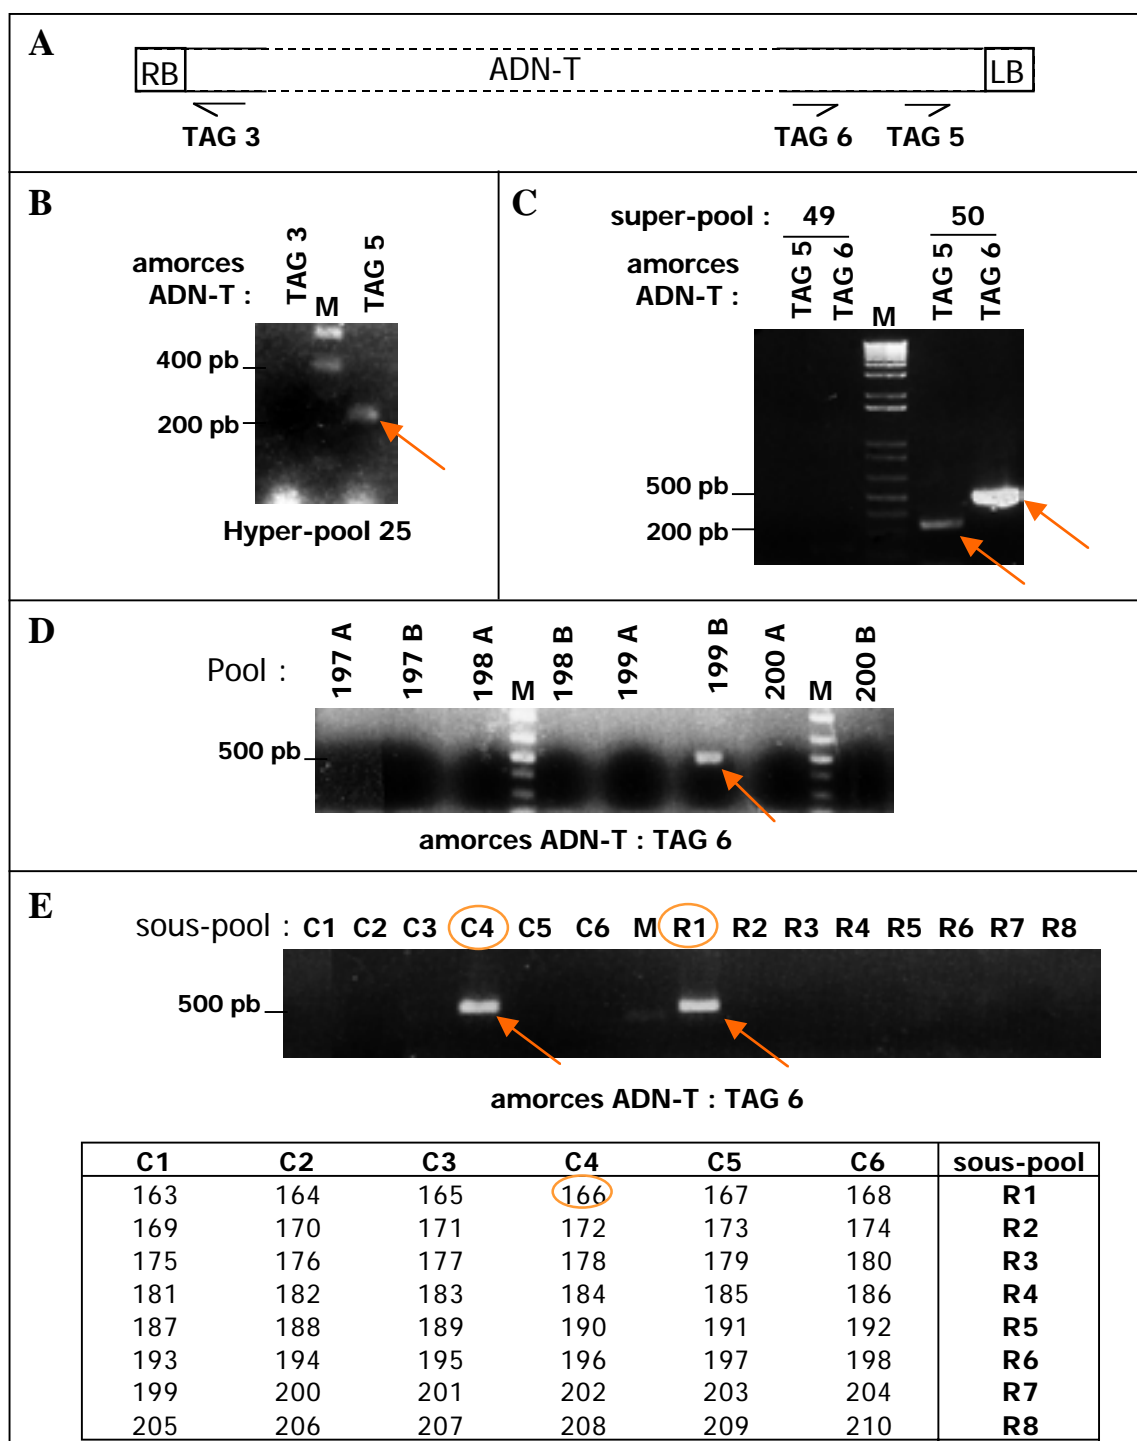 A
RB ADN-T LB
TAG 3 TAG 6 TAG 5
B
amorces
ADN-T :
TAG 3 M TAG 5
400 pb
200 pb
Hyper-pool 25
C
super-pool : 49 50
amorces
ADN-T :
TAG 5 TAG 6 M TAG 5 TAG 6
500 pb
200 pb
D
Pool : 197 A 197 B 198 A M 198 B 199 A 199 B 200 A M 200 B
500 pb
amorces ADN-T : TAG 6
E
sous-pool : C1 C2 C3 C4 C5 C6 M R1 R2 R3 R4 R5 R6 R7 R8
500 pb
amorces ADN-T : TAG 6
C1 C2 C3 C4 C5 C6 sous-pool
163 164 165 166 167 168 R1
169 170 171 172 173 174 R2
175 176 177 178 179 180 R3
181 182 183 184 185 186 R4
187 188 189 190 191 192 R5
193 194 195 196 197 198 R6
199 200 201 202 203 204 R7
205 206 207 208 209 210 R8